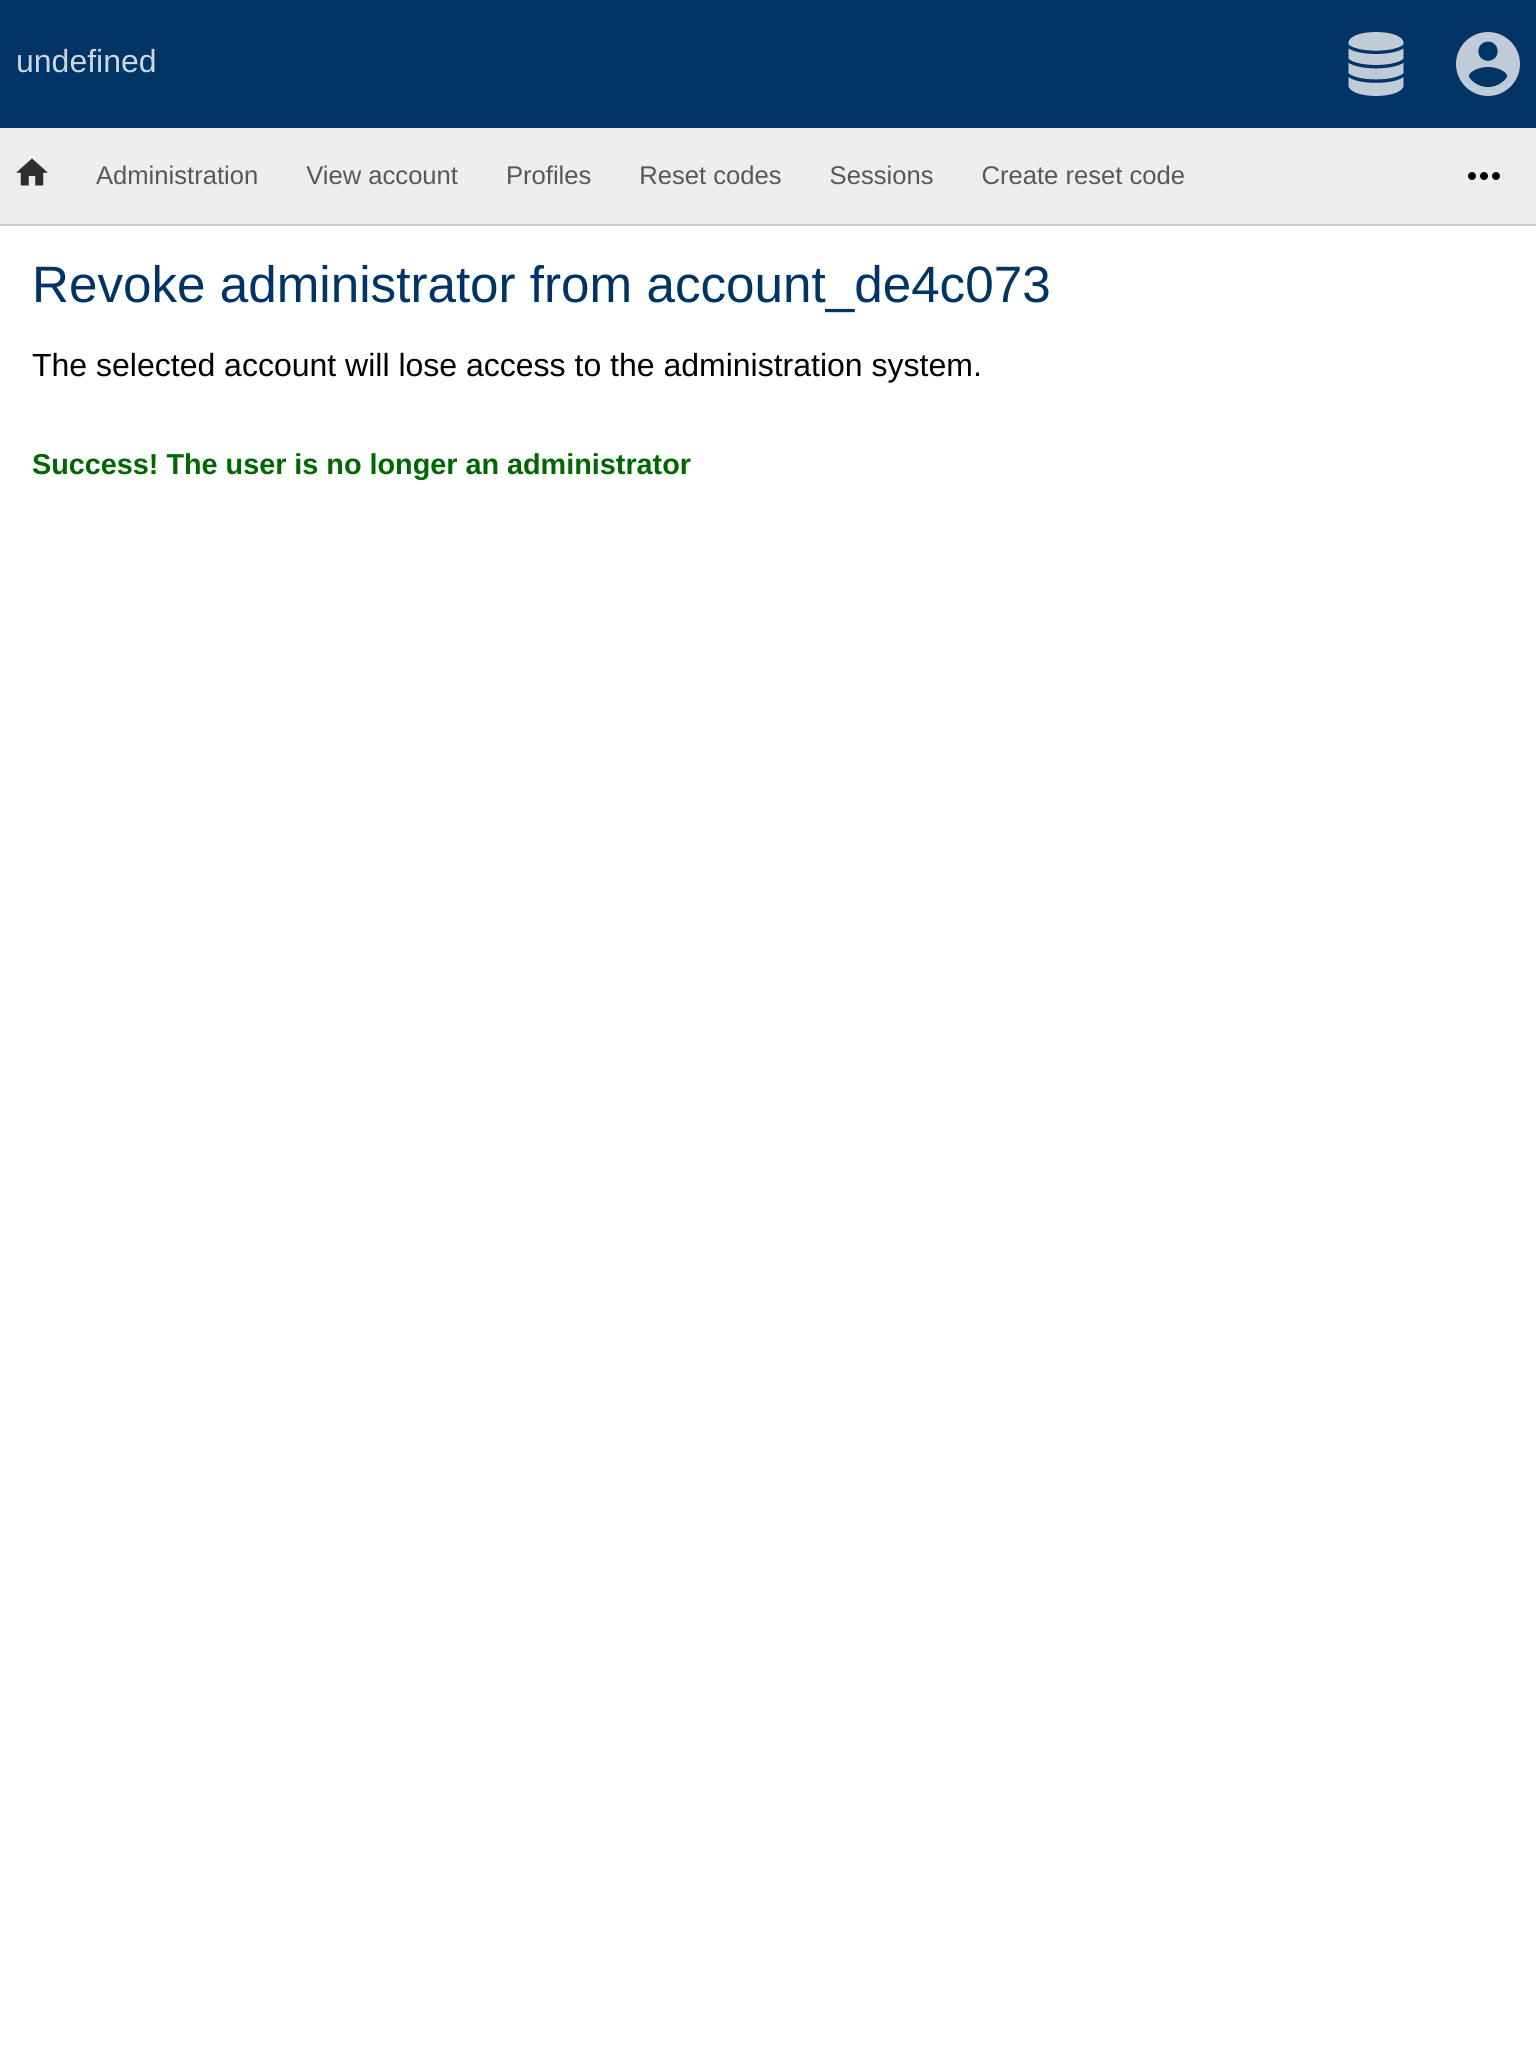 undefined
Administration View account Profiles Reset codes Sessions Create reset code
Revoke administrator from account_de4c073
The selected account will lose access to the administration system.
Success! The user is no longer an administrator